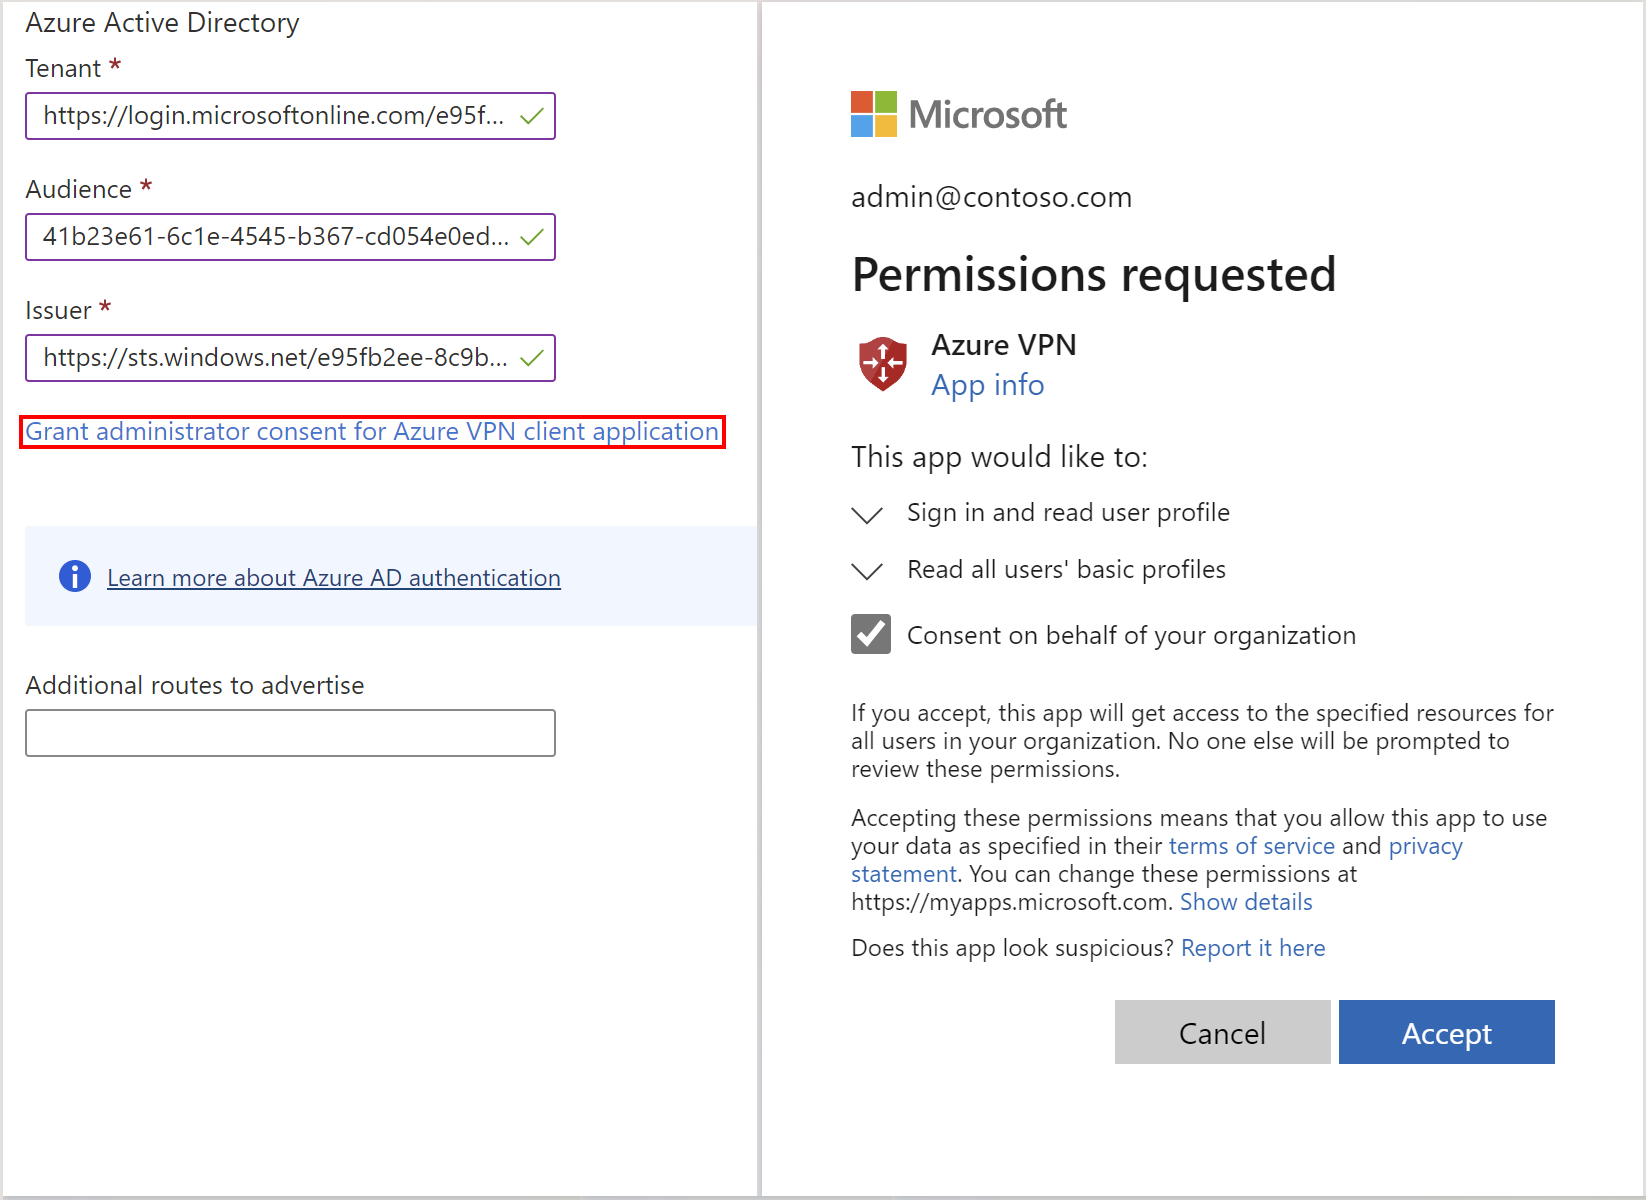 Azure Active Directory
Tenant *
https://login.microsoftonline.com/e95f...
Audience *
41b23e61-6c1e-4545-b367-cd054e0ed...
Issuer *
https://sts.windows.net/e95fb2ee-8c9b...
Grant administrator consent for Azure VPN client application
Learn more about Azure AD authentication
Additional routes to advertise
Microsoft
admin@contoso.com
Permissions requested
Azure VPN
App info
This app would like to:
Sign in and read user profile
Read all users' basic profiles
Consent on behalf of your organization
If you accept, this app will get access to the specified resources for
all users in your organization. No one else will be prompted to
review these permissions.
Accepting these permissions means that you allow this app to use
your data as specified in their terms of service and privacy
statement. You can change these permissions at
https://myapps.microsoft.com. Show details
Does this app look suspicious? Report it here
Cancel
Accept